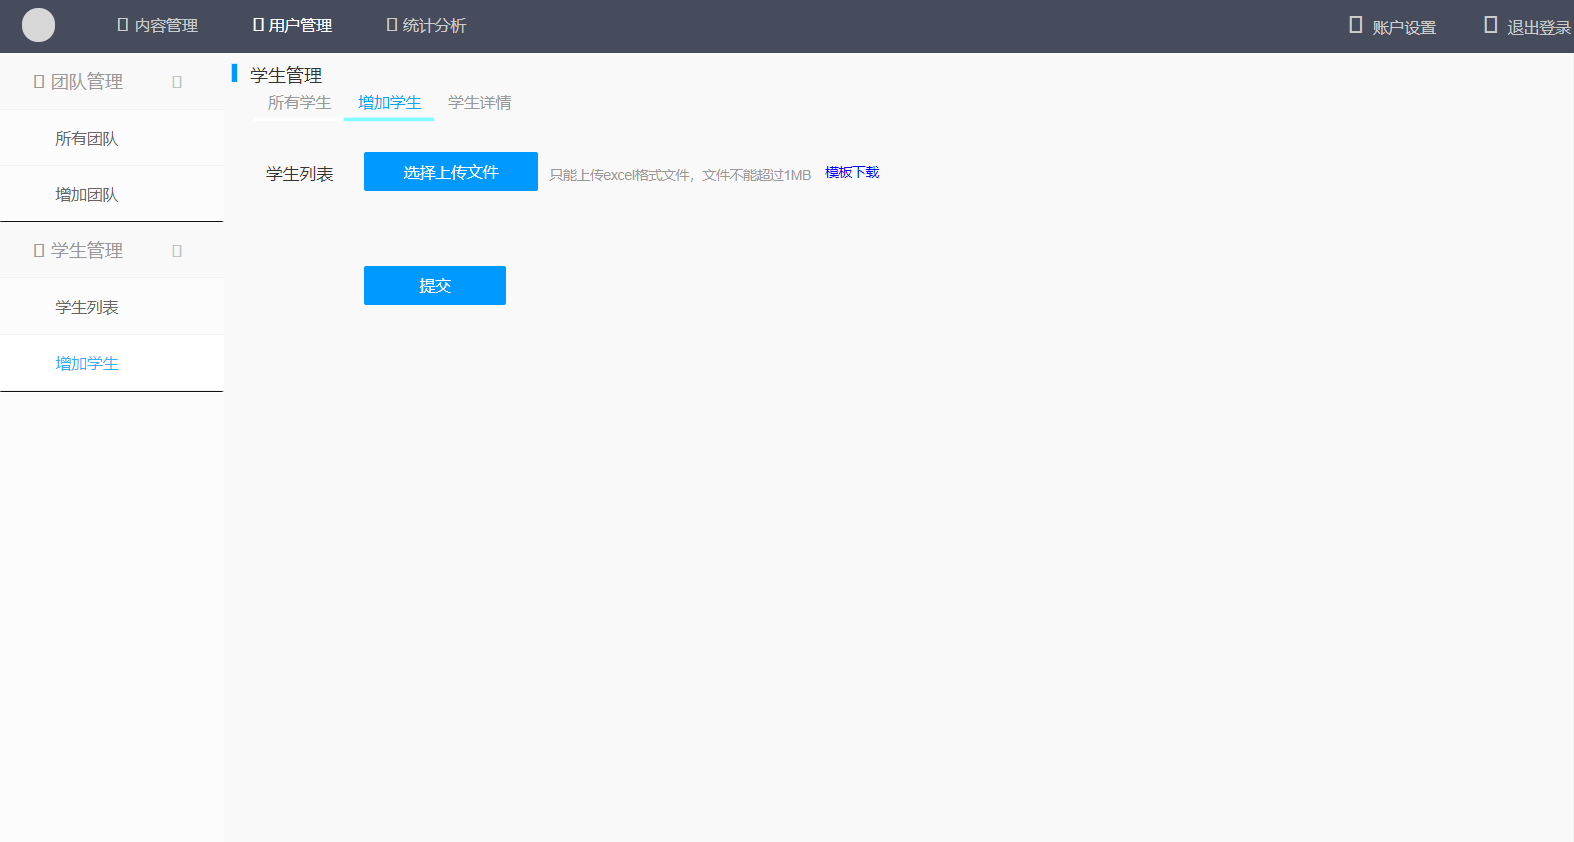 内容管理 用户管理 统计分析 账户设置 退出登录
团队管理
所有团队
增加团队
学生管理
学生列表
增加学生
学生管理
所有学生 增加学生 学生详情
学生列表 选择上传文件 只能上传excel格式文件，文件不能超过1MB 模板下载
提交